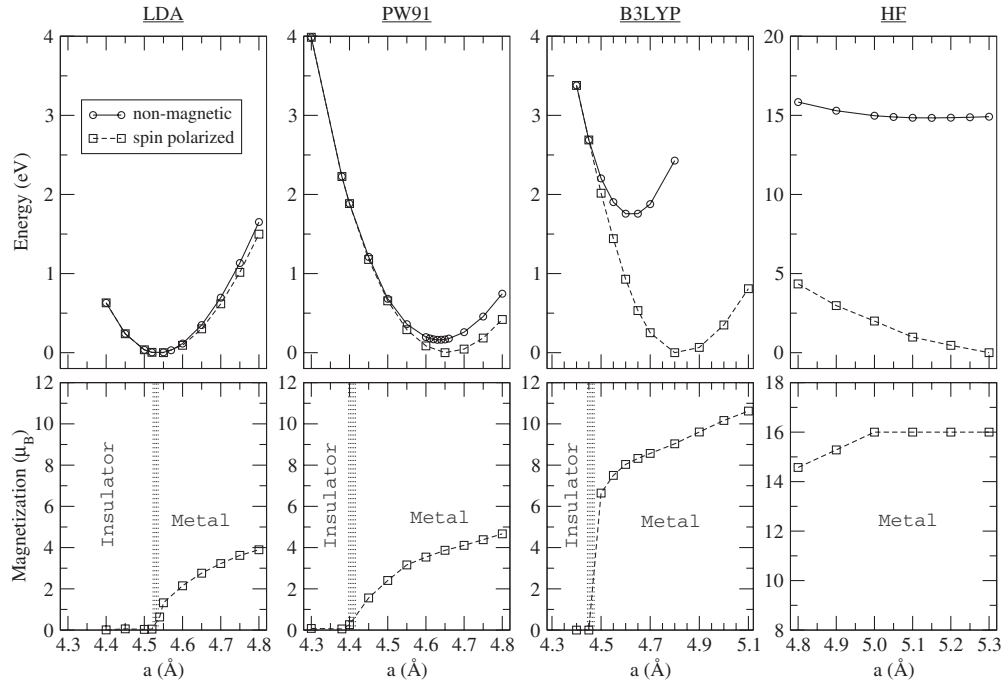 LDA
PW91
B3LYP
HF
Energy (eV)
4
3
2
1
0
non-magnetic
spin polarized
4
3
2
1
0
4
3
2
1
0
20
15
10
5
0
Magnetization (μB)
12
10
8
6
4
2
0
Insulator
Metal
12
10
8
6
4
2
0
Insulator
Metal
12
10
8
6
4
2
0
Insulator
Metal
18
16
14
12
10
8
Metal
4.3 4.4 4.5 4.6 4.7 4.8
4.3 4.4 4.5 4.6 4.7 4.8
4.3 4.5 4.7 4.9 5.1
4.8 4.9 5.0 5.1 5.2 5.3
a (Å)
a (Å)
a (Å)
a (Å)